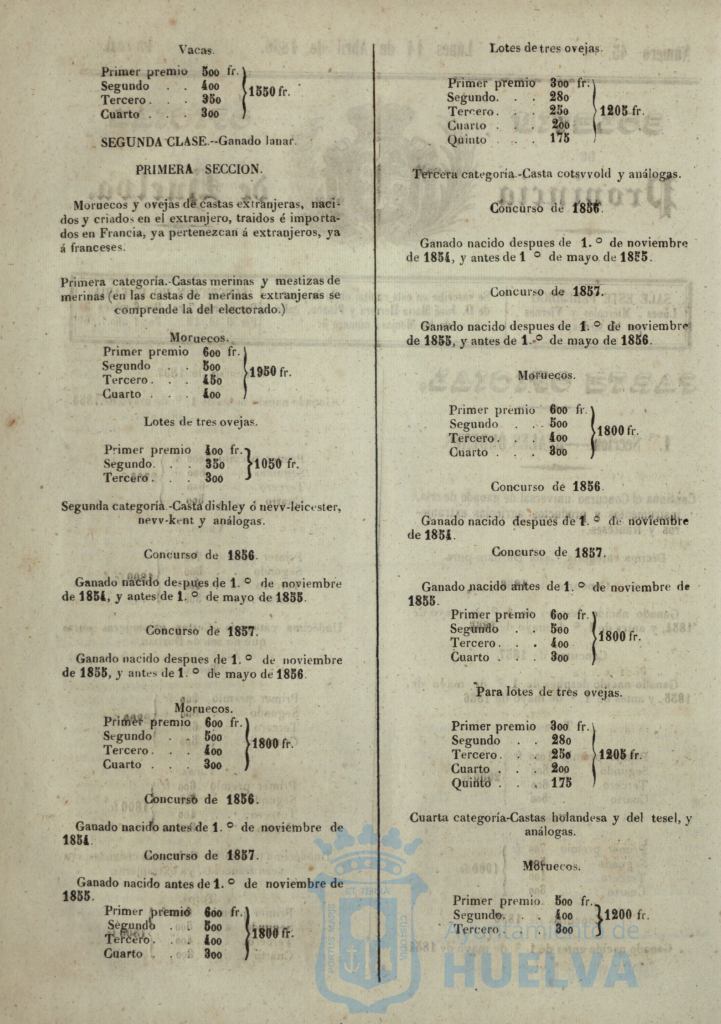 Vacas.
Primer premio 500 fr.
Segundo . . 400
Tercero . . . 350
Cuarto . . . 300
1550 fr.
SEGUNDA CLASE.--Ganado lanar.
PRIMERA SECCION.
Moruecos y ovejas de castas extranjeras, naci-
dos y criados en el extranjero, traidos é importa-
dos en Francia, ya pertenezcan á extranjeros, ya
á franceses.
Primera categoría.-Castas merinas y mestizas de
merinas (en las castas de merinas extranjeras se
comprende la del electorado.)
Moruecos.
Primer premio 600 fr.
Segundo . . 500
Tercero . . . 450
Cuarto . . . 400
1950 fr.
Lotes de tres ovejas.
Primer premio 400 fr.
Segundo. . . 350
Tercero. . . 300
1050 fr.
Segunda categoría.-Casta dishley ó nevv-leicester,
nevv-kent y análogas.
Concurso de 1856.
Ganado nacido despues de 1.º de noviembre
de 1854, y antes de 1.º de mayo de 1855.
Concurso de 1857.
Ganado nacido despues de 1.º de noviembre
de 1855, y antes de 1.º de mayo de 1856.
Moruecos.
Primer premio 600 fr.
Segundo . . 500
Tercero . . . 400
Cuarto . . . 300
1800 fr.
Concurso de 1856.
Ganado nacido antes de 1.º de noviembre de
1854.
Concurso de 1857.
Ganado nacido antes de 1.º de noviembre de
1855.
Primer premio 600 fr.
Segundo . . 500
Tercero. . . 400
Cuarto . . . 300
1800 fr.
Lotes de tres ovejas.
Primer premio 300 fr.
Segundo. . . 280
Tercero. . . 250
Cuarto . . . 200
Quinto . . . 175
1205 fr.
Tercera categoria.-Casta cotsvvold y análogas.
Concurso de 1856.
Ganado nacido despues de 1.º de noviembre
de 1854, y antes de 1º de mayo de 1855.
Concurso de 1857.
Ganado nacido despues de 1.º de noviembre
de 1855, y antes de 1.º de mayo de 1856.
Moruecos.
Primer premio 600 fr.
Segundo . . 500
Tercero. . . 400
Cuarto . . . 300
1800 fr.
Concurso de 1856.
Ganado nacido despues de 1.º de noviembre
de 1854.
Concurso de 1857.
Ganado nacido antes de 1.º de noviembre de
1855.
Primer premio 600 fr.
Segundo . . 500
Tercero. . . 400
Cuarto . . . 300
1800 fr.
Para lotes de tres ovejas.
Primer premio 300 fr.
Segundo . . 280
Tercero. . . 250
Cuarto . . . 200
Quinto . . . 175
1205 fr.
Cuarta categoría-Castas holandesa y del tesel, y
análogas.
Moruecos.
Primer premio 500 fr.
Segundo. . . 400
Tercero . . . 300
1200 fr.
Ayuntamiento de
HUELVA